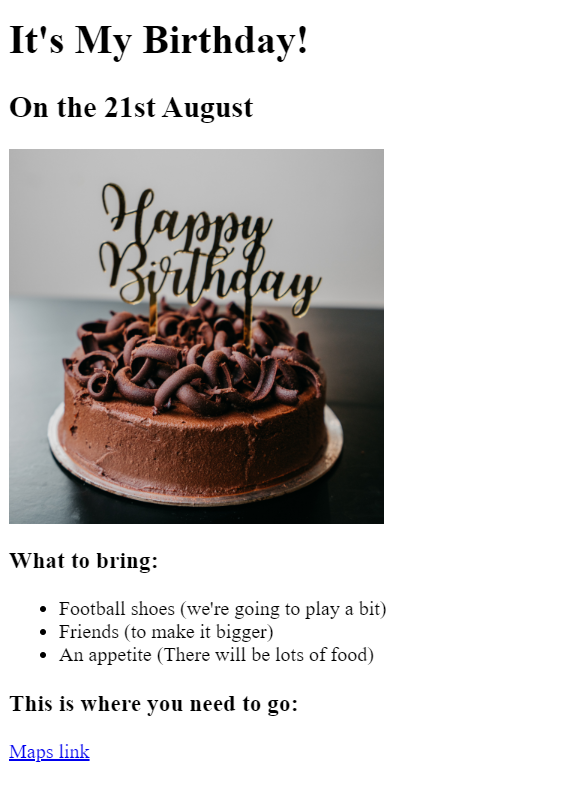 It's My Birthday!
On the 21st August
Happy
Birthday
What to bring:
Football shoes (we're going to play a bit)
Friends (to make it bigger)
An appetite (There will be lots of food)
This is where you need to go:
Maps link